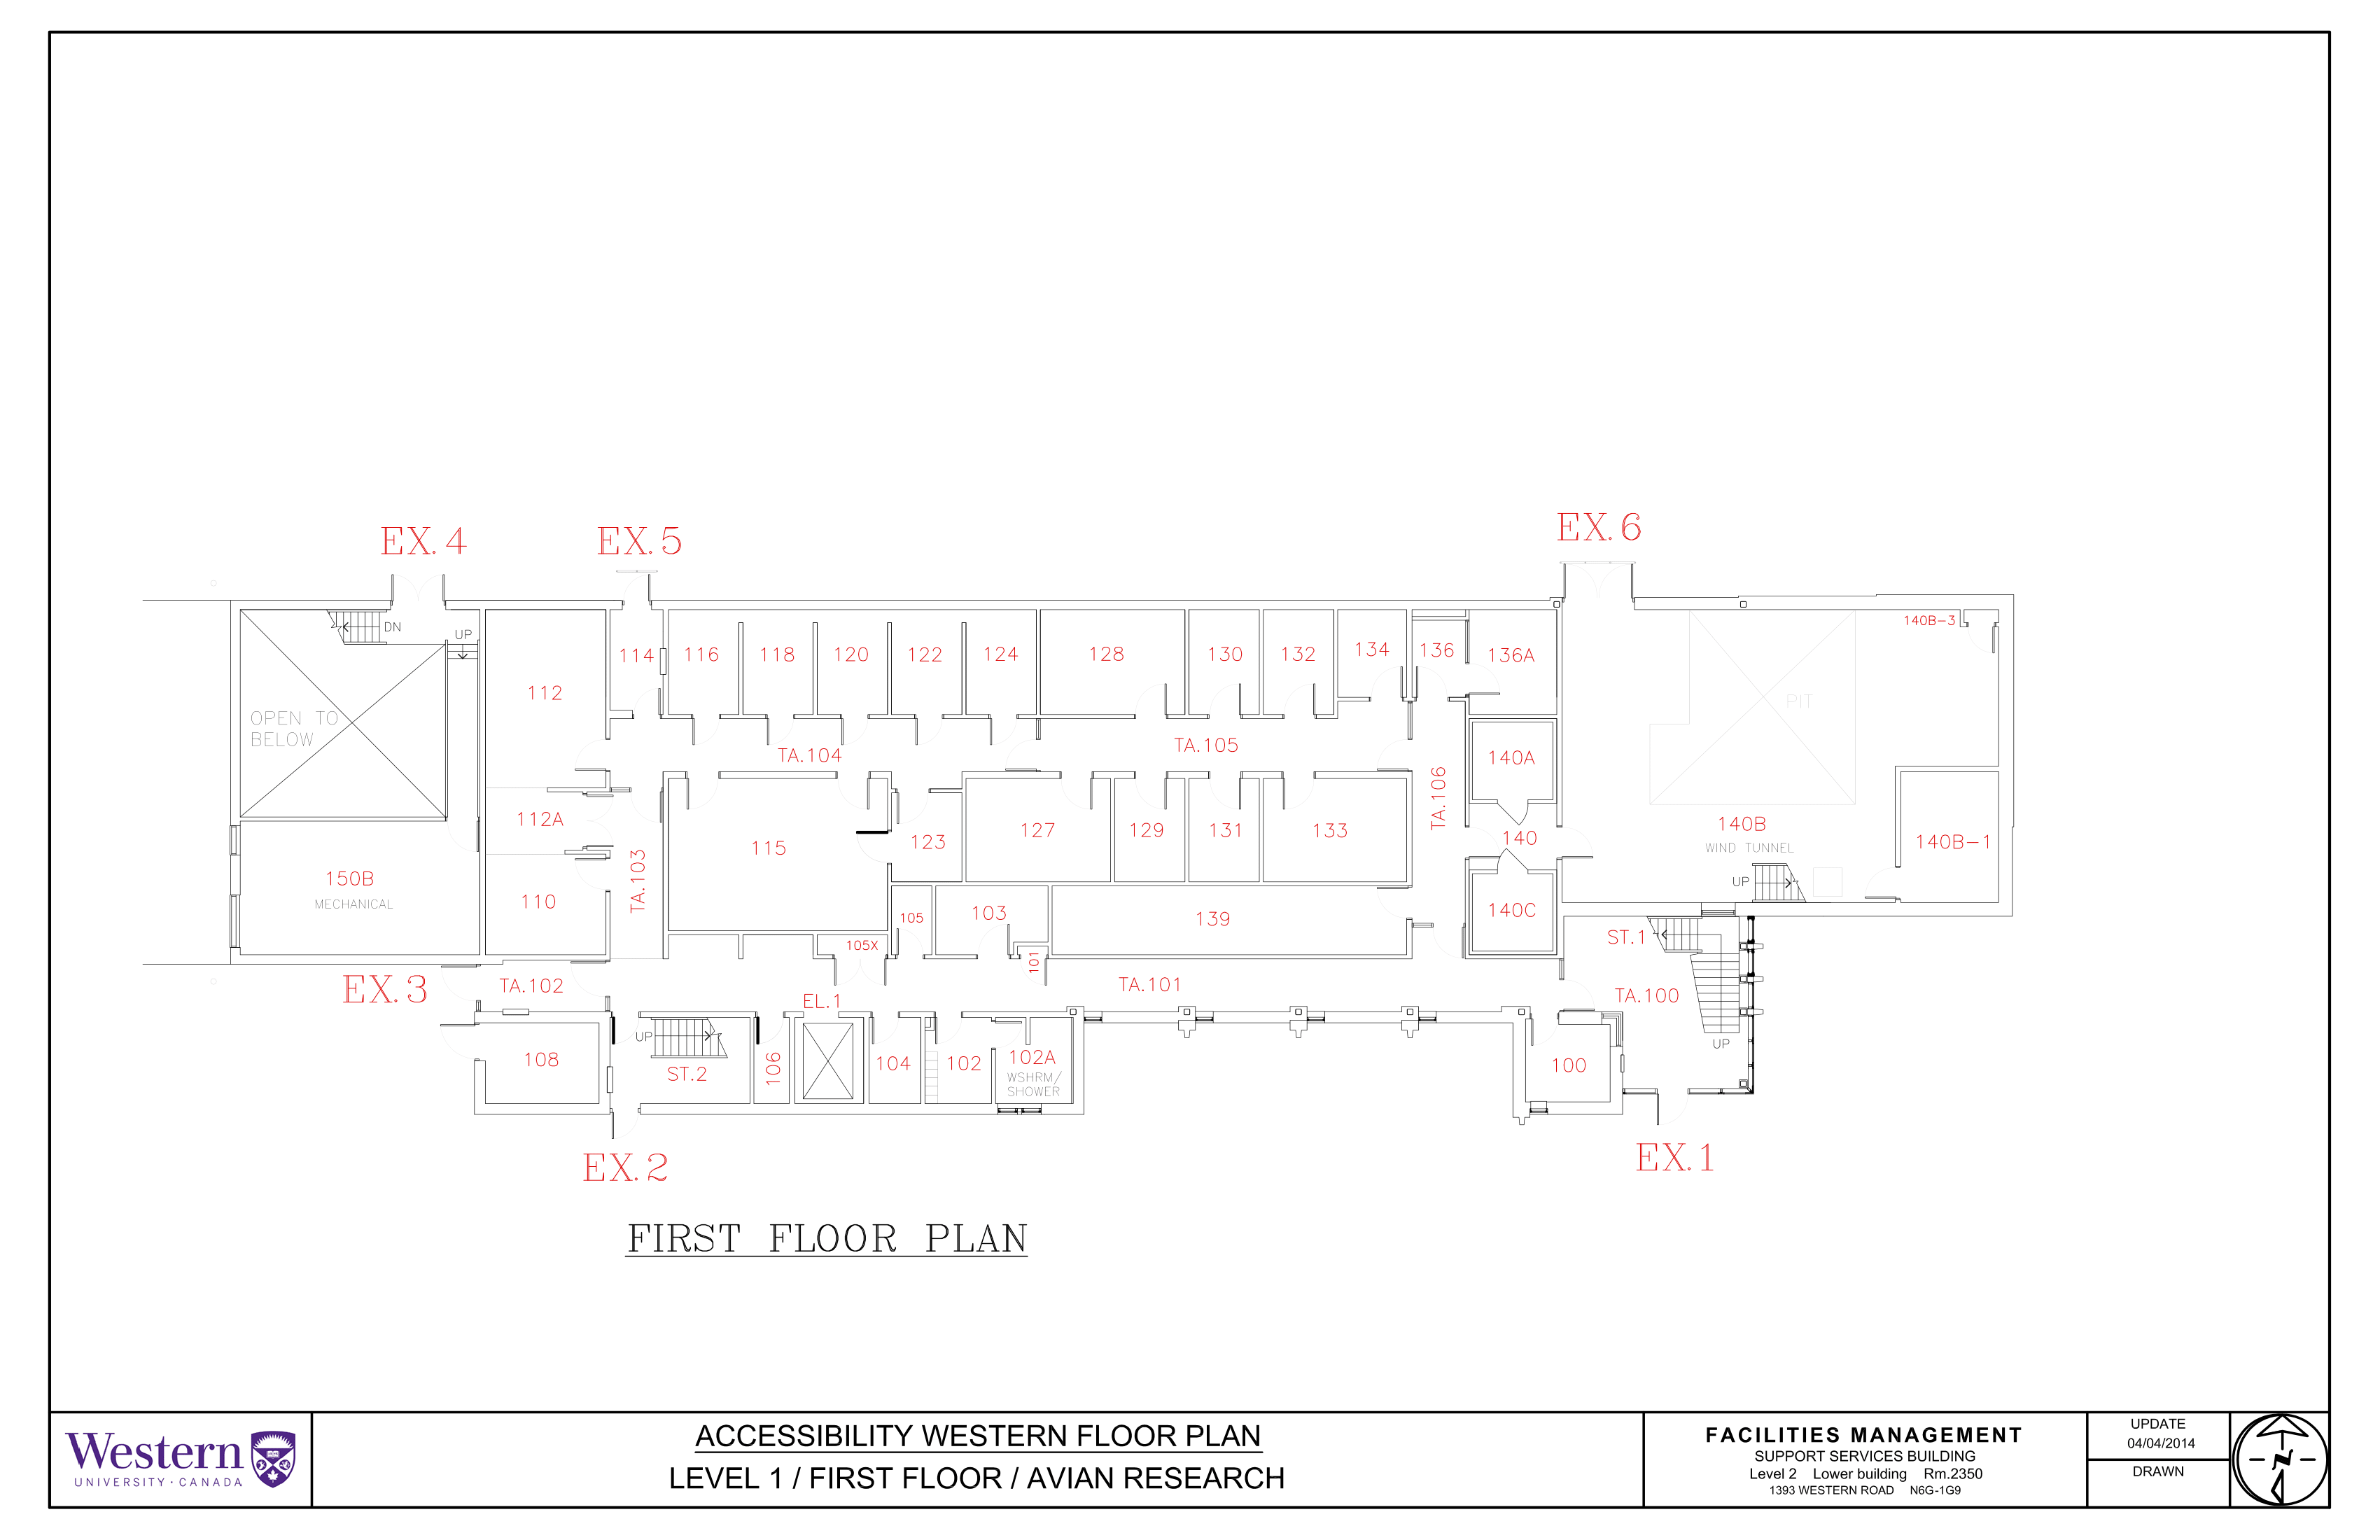 EX.4
EX.5
EX.6
DN
UP
OPEN TO
BELOW
112
114
116
118
120
122
124
128
130
132
134
136
136A
140B-3
PIT
TA.104
TA.105
140A
TA.106
112A
115
123
127
129
131
133
140
140B
WIND TUNNEL
140B-1
UP
150B
MECHANICAL
110
TA.103
105
103
139
140C
105X
101
ST.1
EX.3
TA.102
EL.1
TA.101
TA.100
UP
108
UP
ST.2
106
104
102
102A
WSHRM/
SHOWER
100
EX.2
EX.1
FIRST FLOOR PLAN
Western
UNIVERSITY · CANADA
ACCESSIBILITY WESTERN FLOOR PLAN
LEVEL 1 / FIRST FLOOR / AVIAN RESEARCH
FACILITIES MANAGEMENT
SUPPORT SERVICES BUILDING
Level 2 Lower building Rm.2350
1393 WESTERN ROAD N6G-1G9
UPDATE
04/04/2014
DRAWN
N